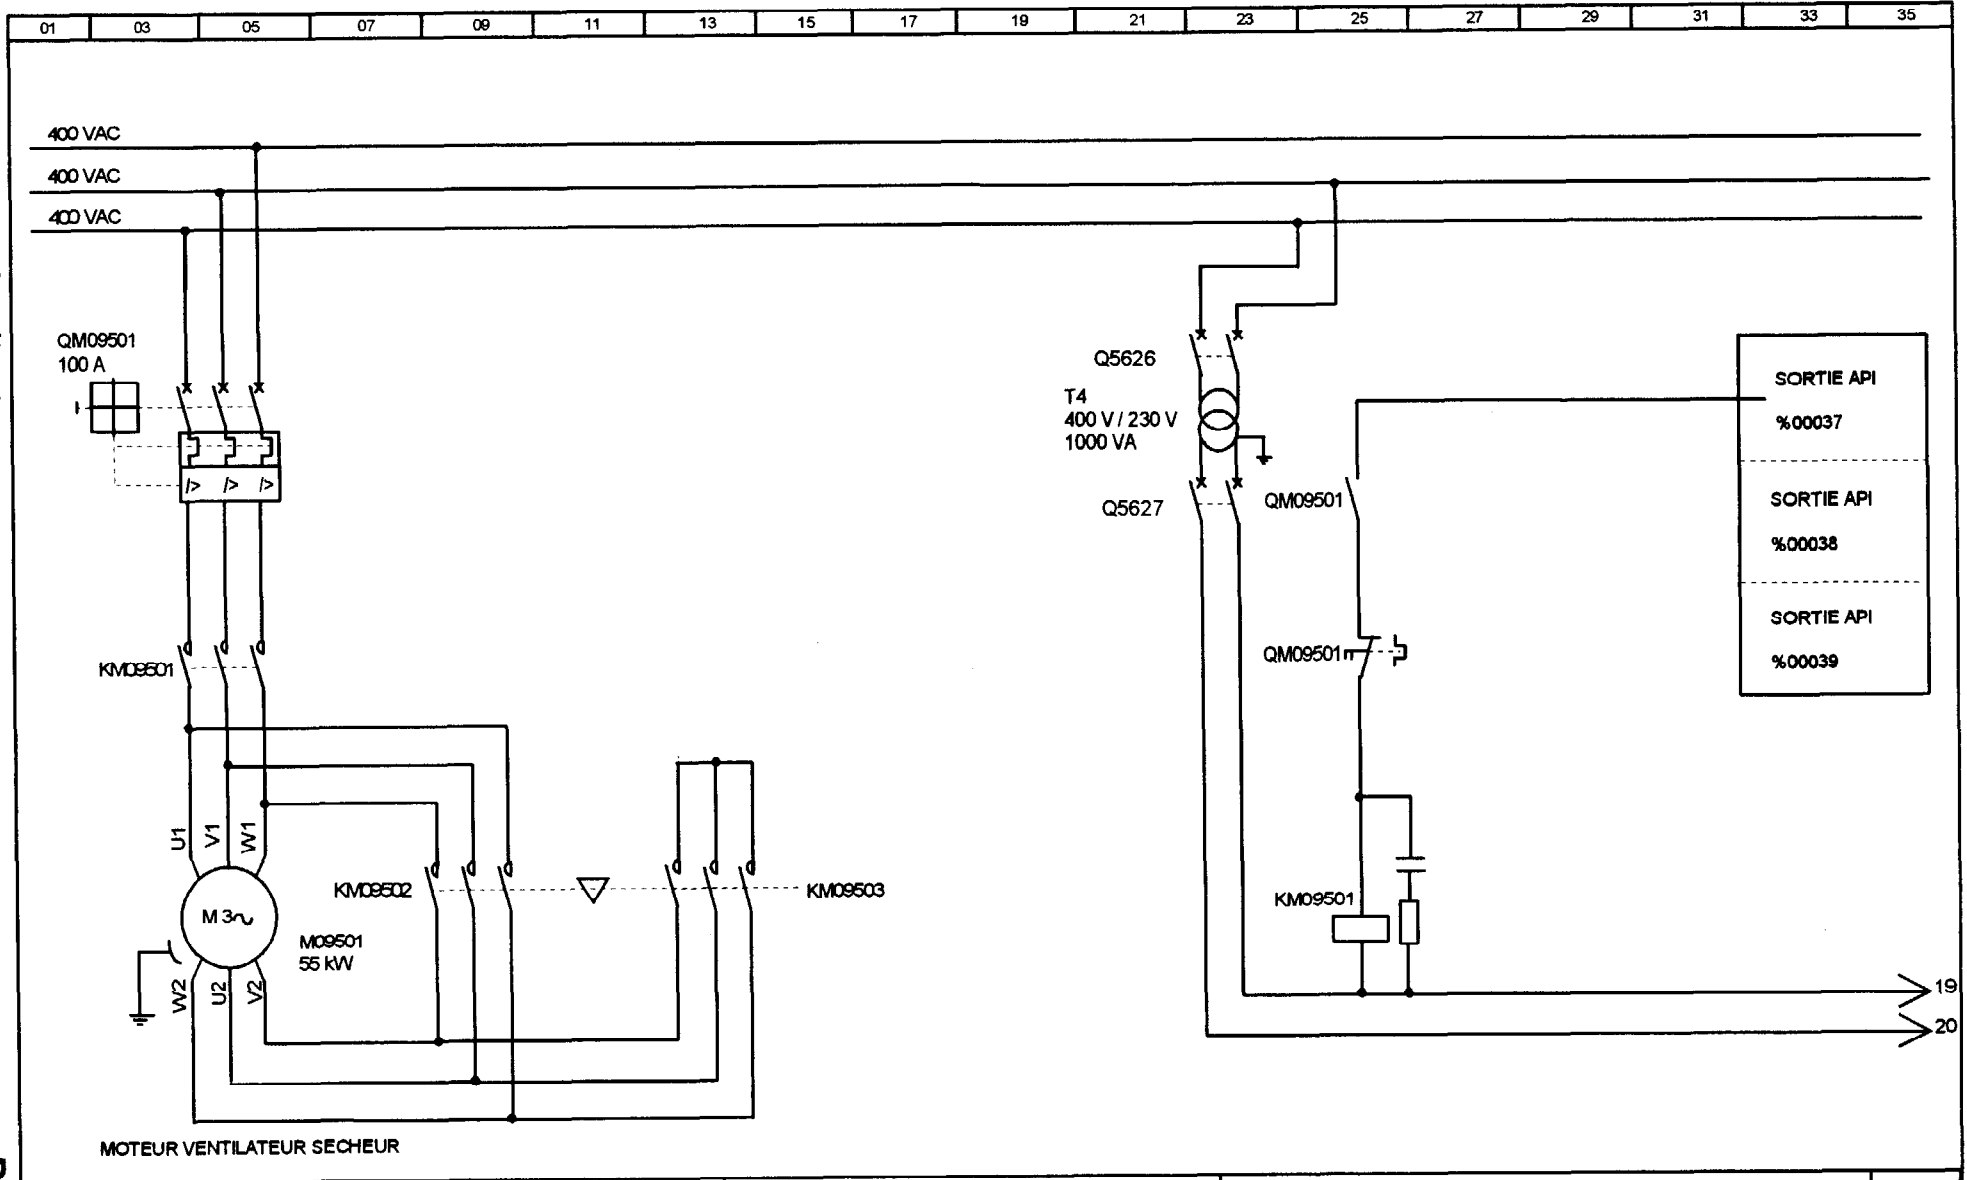 01 03 05 07 09 11 13 15 17 19 21 23 25 27 29 31 33 35
400 VAC
400 VAC
400 VAC
QM09501
100 A
Q5626
T4
400 V / 230 V
1000 VA
Q5627
QM09501
QM09501
SORTIE API
%00037
SORTIE API
%00038
SORTIE API
%00039
KM09501
U1
V1
W1
M 3~
M09501
55 kW
W2
U2
V2
KM09502
KM09503
KM09501
19
20
MOTEUR VENTILATEUR SECHEUR